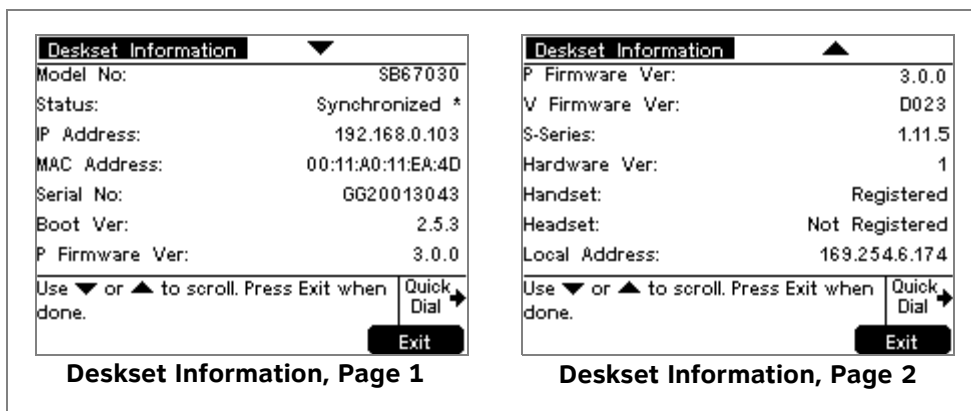 Deskset Information
Model No: SB67030
Status: Synchronized *
IP Address: 192.168.0.103
MAC Address: 00:11:A0:11:EA:4D
Serial No: GG20013043
Boot Ver: 2.5.3
P Firmware Ver: 3.0.0
Use ▼ or ▲ to scroll. Press Exit when
done.
Quick
Dial
Exit
Deskset Information, Page 1
Deskset Information
P Firmware Ver: 3.0.0
V Firmware Ver: D023
S-Series: 1.11.5
Hardware Ver: 1
Handset: Registered
Headset: Not Registered
Local Address: 169.254.6.174
Use ▼ or ▲ to scroll. Press Exit when
done.
Quick
Dial
Exit
Deskset Information, Page 2